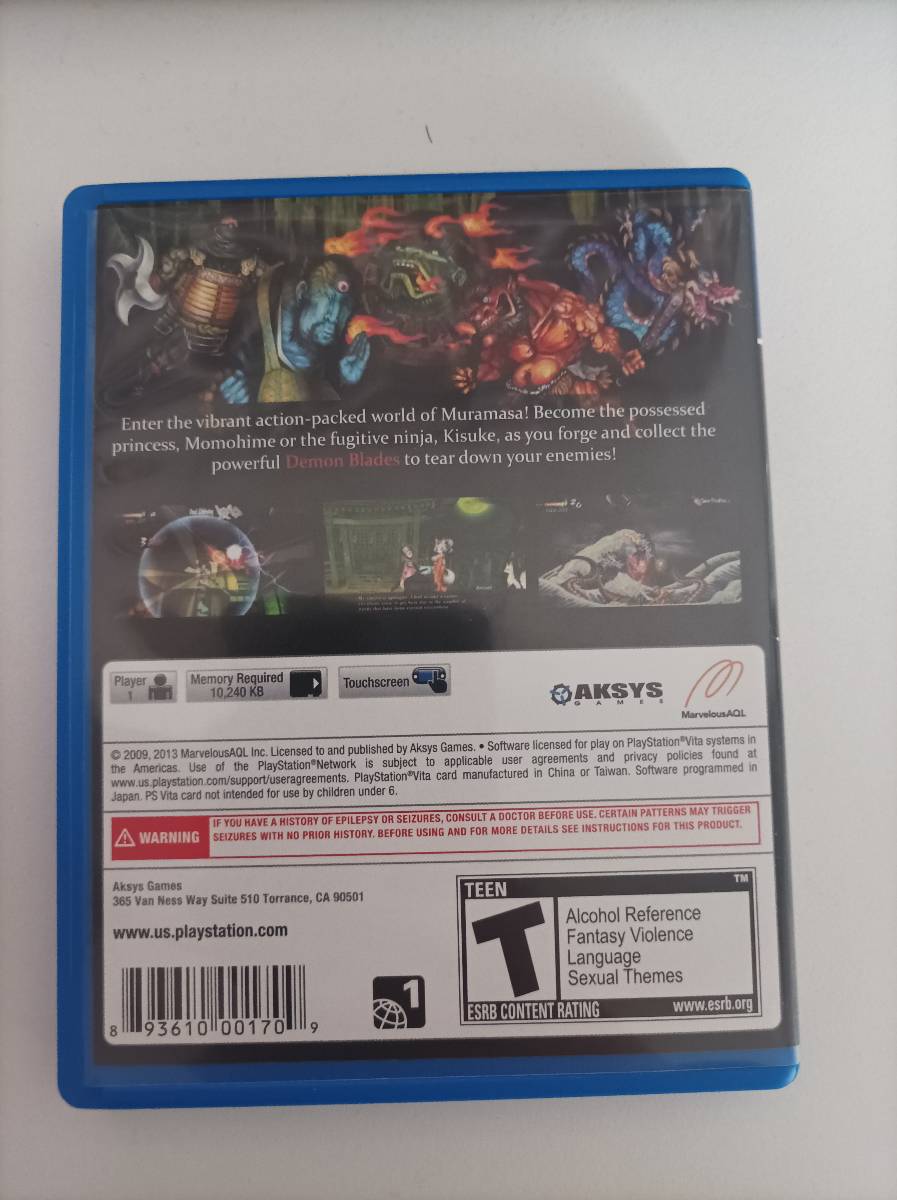 Enter the vibrant action-packed world of Muramasa! Become the possessed
princess, Momohime or the fugitive ninja, Kisuke, as you forge and collect the
powerful Demon Blades to tear down your enemies!
Player
1
Memory Required
10,240 KB
Touchscreen
AKSYS
GAMES
MarvelousAQL
© 2009, 2013 MarvelousAQL Inc. Licensed to and published by Aksys Games. • Software licensed for play on PlayStation®Vita systems in
the Americas. Use of the PlayStation®Network is subject to applicable user agreements and privacy policies found at
www.us.playstation.com/support/useragreements. PlayStation®Vita card manufactured in China or Taiwan. Software programmed in
Japan. PS Vita card not intended for use by children under 6.
WARNING
IF YOU HAVE A HISTORY OF EPILEPSY OR SEIZURES, CONSULT A DOCTOR BEFORE USE. CERTAIN PATTERNS MAY TRIGGER
SEIZURES WITH NO PRIOR HISTORY. BEFORE USING AND FOR MORE DETAILS SEE INSTRUCTIONS FOR THIS PRODUCT.
Aksys Games
365 Van Ness Way Suite 510 Torrance, CA 90501
www.us.playstation.com
8 93610 00170 9
1
TEEN
TM
T
Alcohol Reference
Fantasy Violence
Language
Sexual Themes
ESRB CONTENT RATING
www.esrb.org